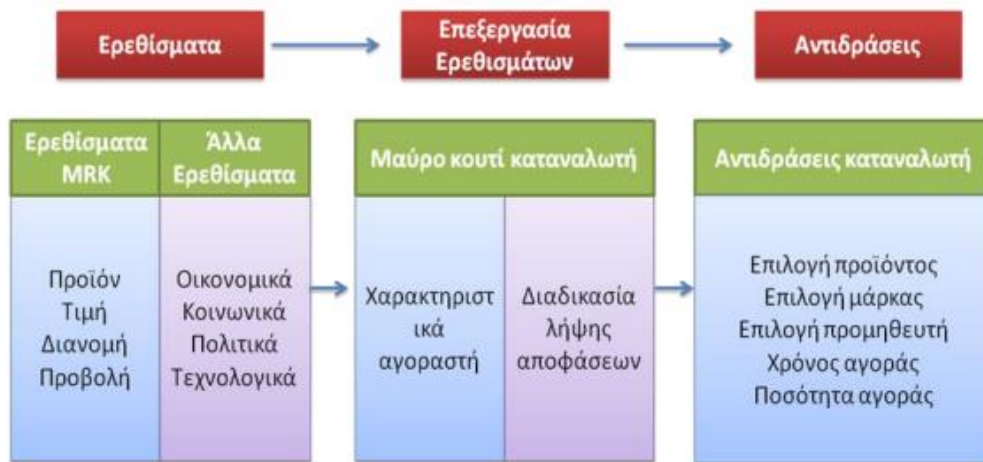 Ερεθίσματα
Επεξεργασία
Ερεθισμάτων
Αντιδράσεις
Ερεθίσματα
MRK
Άλλα
Ερεθίσματα
Προϊόν
Τιμή
Διανομή
Προβολή
Οικονομικά
Κοινωνικά
Πολιτικά
Τεχνολογικά
Μαύρο κουτί καταναλωτή
Χαρακτηριστ
ικά
αγοραστή
Διαδικασία
λήψης
αποφάσεων
Αντιδράσεις καταναλωτή
Επιλογή προϊόντος
Επιλογή μάρκας
Επιλογή προμηθευτή
Χρόνος αγοράς
Ποσότητα αγοράς